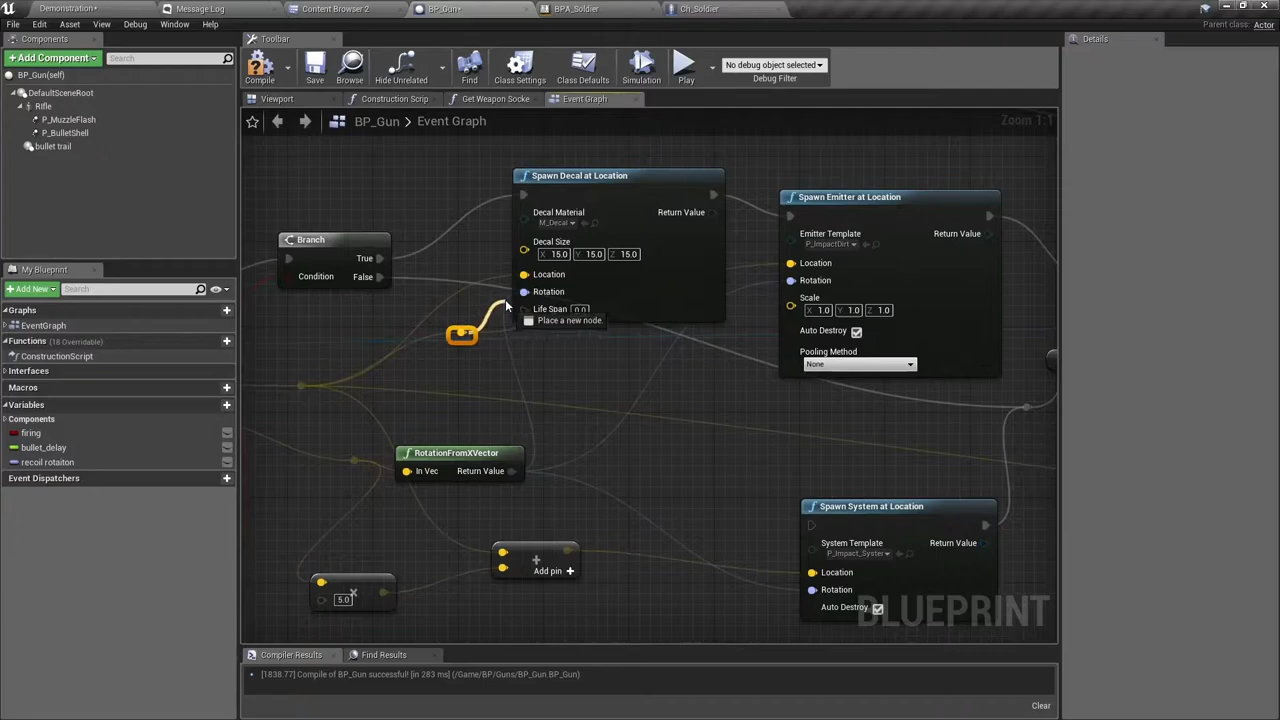 Demonstration*
Message Log
Content Browser 2
BP_Gun*
BPA_Soldier
Ch_Soldier
File
Edit
Asset
View
Debug
Window
Help
Parent class: Actor
Components
+Add Component
Search
BP_Gun(self)
DefaultSceneRoot
Rifle
P_MuzzleFlash
P_BulletShell
bullet trail
My Blueprint
+Add New
Search
Graphs
EventGraph
Functions (18 Overridable)
ConstructionScript
Interfaces
Macros
Variables
Components
firing
bullet_delay
recoil rotaiton
Event Dispatchers
Toolbar
Compile
Save
Browse
Hide Unrelated
Find
Class Settings
Class Defaults
Simulation
Play
No debug object selected
Debug Filter
Viewport
Construction Scrip
Get Weapon Socke
Event Graph
BP_Gun > Event Graph
Zoom 1:1
Branch
True
Condition
False
Spawn Decal at Location
Decal Material
Return Value
M_Decal
Decal Size
X 15.0 Y 15.0 Z 15.0
Location
Rotation
Life Span 0.0
Place a new node.
Spawn Emitter at Location
Emitter Template
Return Value
P_ImpactDirt
Location
Rotation
Scale
X 1.0 Y 1.0 Z 1.0
Auto Destroy
Pooling Method
None
RotationFromXVector
In Vec
Return Value
+
Add pin +
5.0
×
Spawn System at Location
System Template
Return Value
P_Impact_Syster
Location
Rotation
Auto Destroy
BLUEPRINT
Compiler Results
Find Results
[1838.77] Compile of BP_Gun successful! [in 283 ms] (/Game/BP/Guns/BP_Gun.BP_Gun)
Clear
Details